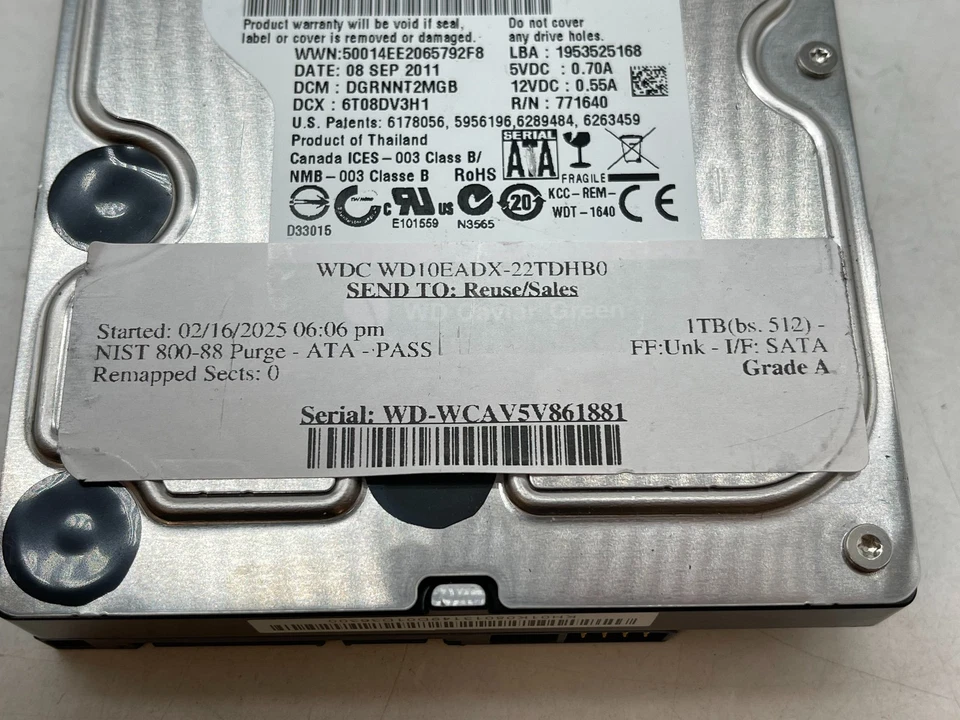 Product warranty will be void if seal,
label or cover is removed or damaged.
Do not cover
any drive holes.
WWN:50014EE2065792F8
LBA : 1953525168
DATE: 08 SEP 2011
5VDC : 0.70A
DCM : DGRNNT2MGB
12VDC : 0.55A
DCX : 6T08DV3H1
R/N : 771640
U.S. Patents: 6178056, 5956196,6289484, 6263459
Product of Thailand
Canada ICES-003 Class B/
NMB-003 Classe B RoHS
SERIAL
ATA
FRAGILE
D33015
c us
E101559
N3565
20
KCC-REM-
WDT-1640
CE
WDC WD10EADX-22TDHB0
SEND TO: Reuse/Sales
WD Caviar Green
Started: 02/16/2025 06:06 pm
NIST 800-88 Purge - ATA - PASS
Remapped Sects: 0
1TB(bs. 512) -
FF:Unk - I/F: SATA
Grade A
Serial: WD-WCAV5V861881